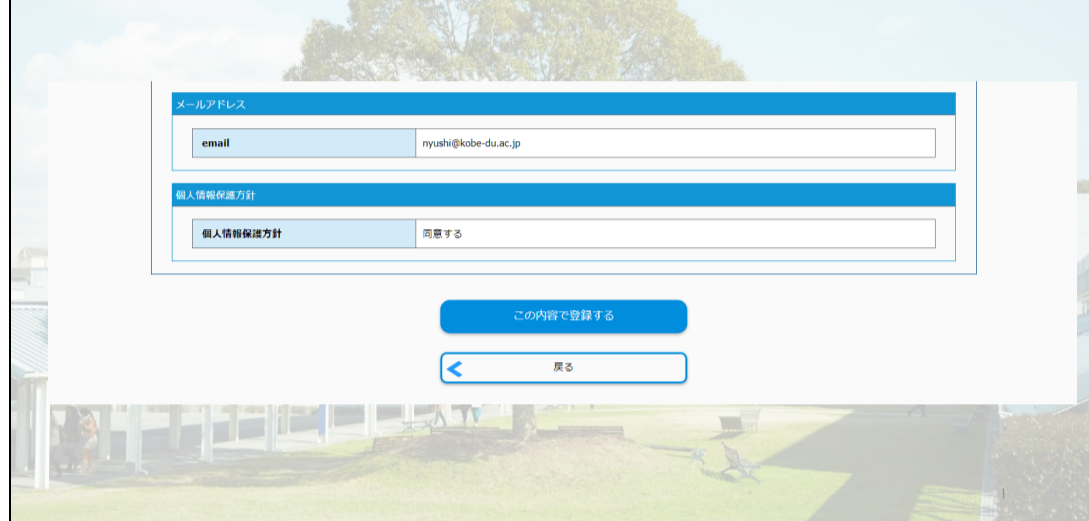 メールアドレス
email nyushi@kobe-du.ac.jp
個人情報保護方針
個人情報保護方針 同意する
この内容で登録する
戻る